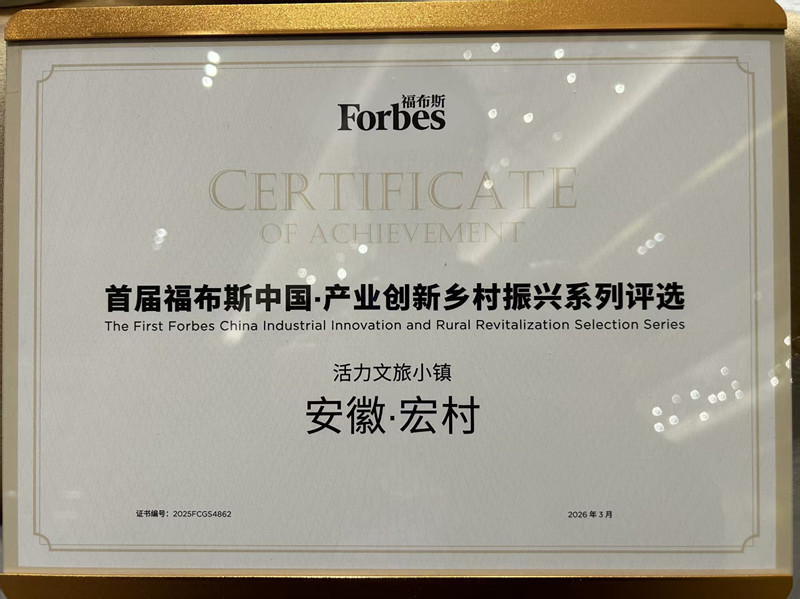 福布斯
Forbes
CERTIFICATE
OF ACHIEVEMENT
首届福布斯中国·产业创新乡村振兴系列评选
The First Forbes China Industrial Innovation and Rural Revitalization Selection Series
活力文旅小镇
安徽·宏村
证书编号：2025FCGS4862
2026 年 3 月